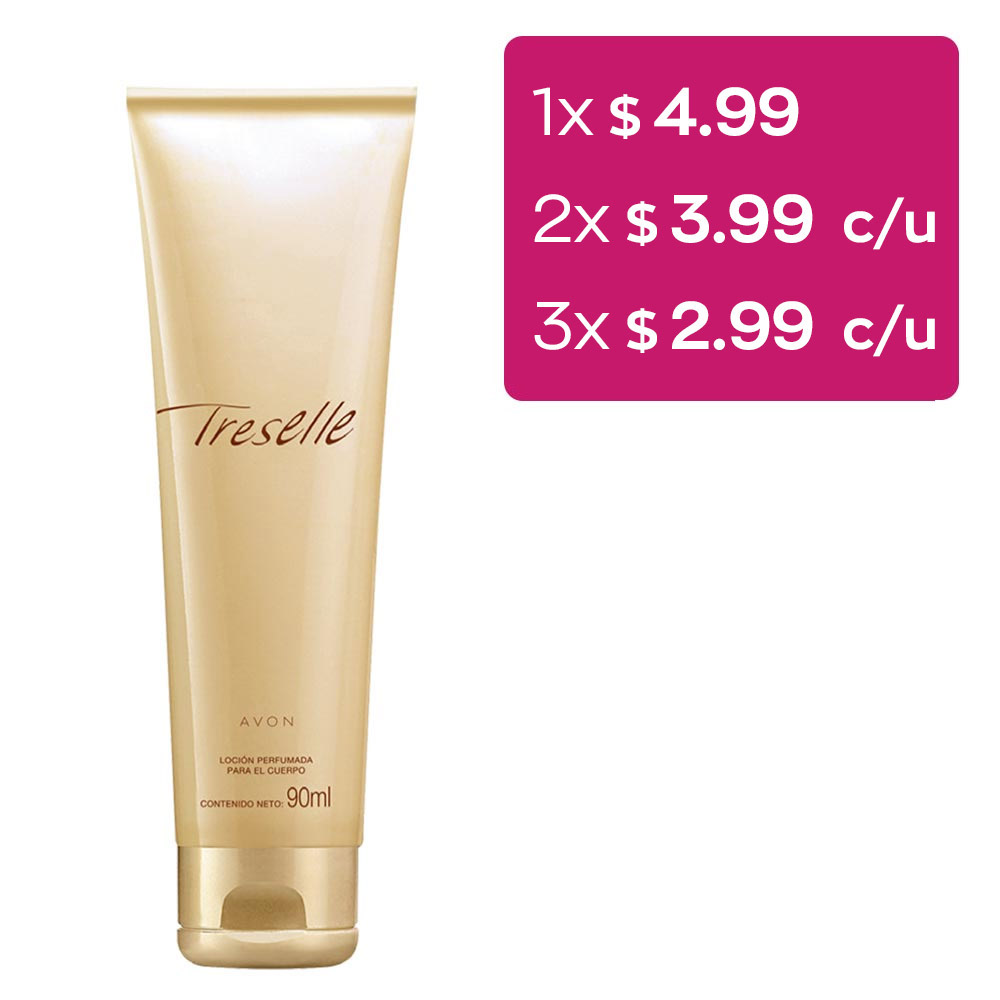 1x $ 4.99
2x $ 3.99 c/u
3x $ 2.99 c/u
Treselle
AVON
LOCIÓN PERFUMADA
PARA EL CUERPO
CONTENIDO NETO: 90ml